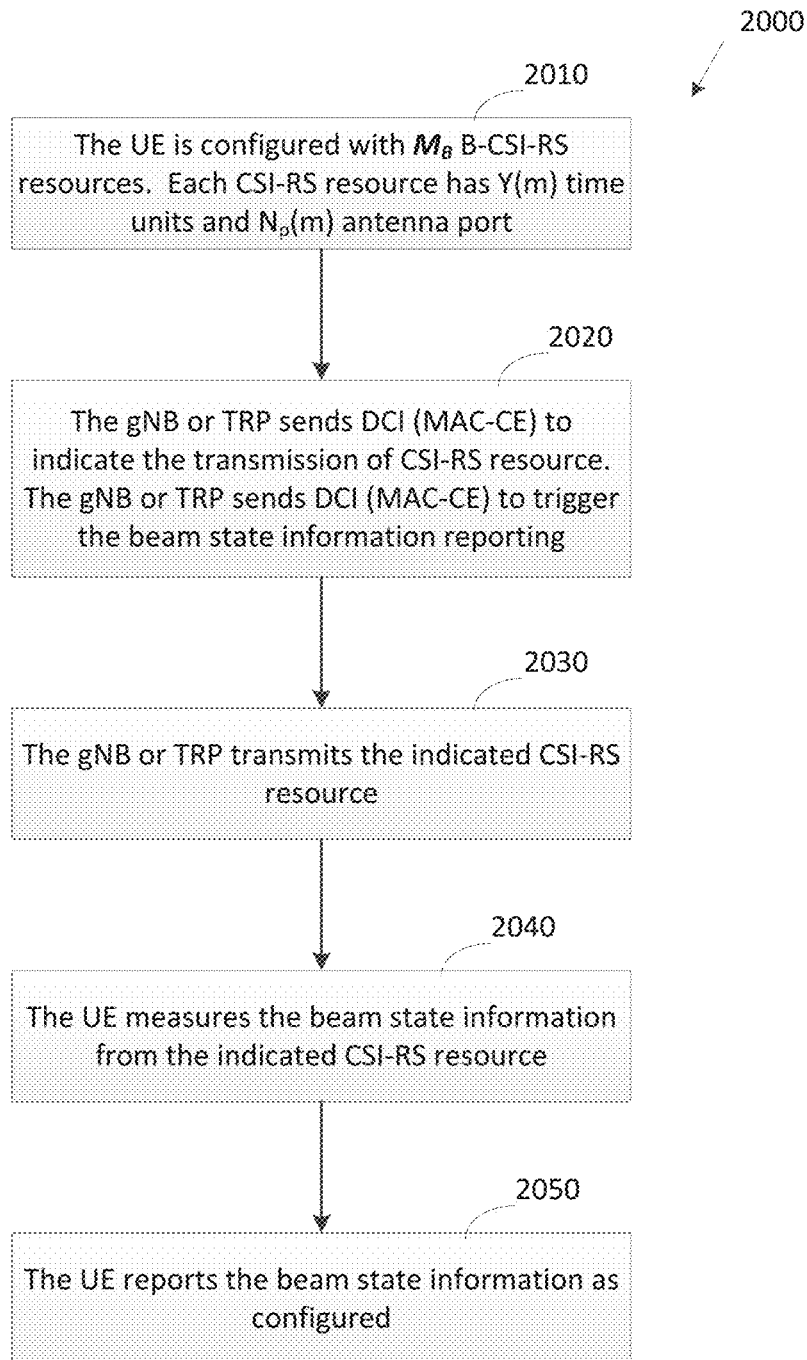 2000
2010
The UE is configured with M_B B-CSI-RS
resources.  Each CSI-RS resource has Y(m) time
units and N_p(m) antenna port
2020
The gNB or TRP sends DCI (MAC-CE) to
indicate the transmission of CSI-RS resource.
The gNB or TRP sends DCI (MAC-CE) to trigger
the beam state information reporting
2030
The gNB or TRP transmits the indicated CSI-RS
resource
2040
The UE measures the beam state information
from the indicated CSI-RS resource
2050
The UE reports the beam state information as
configured